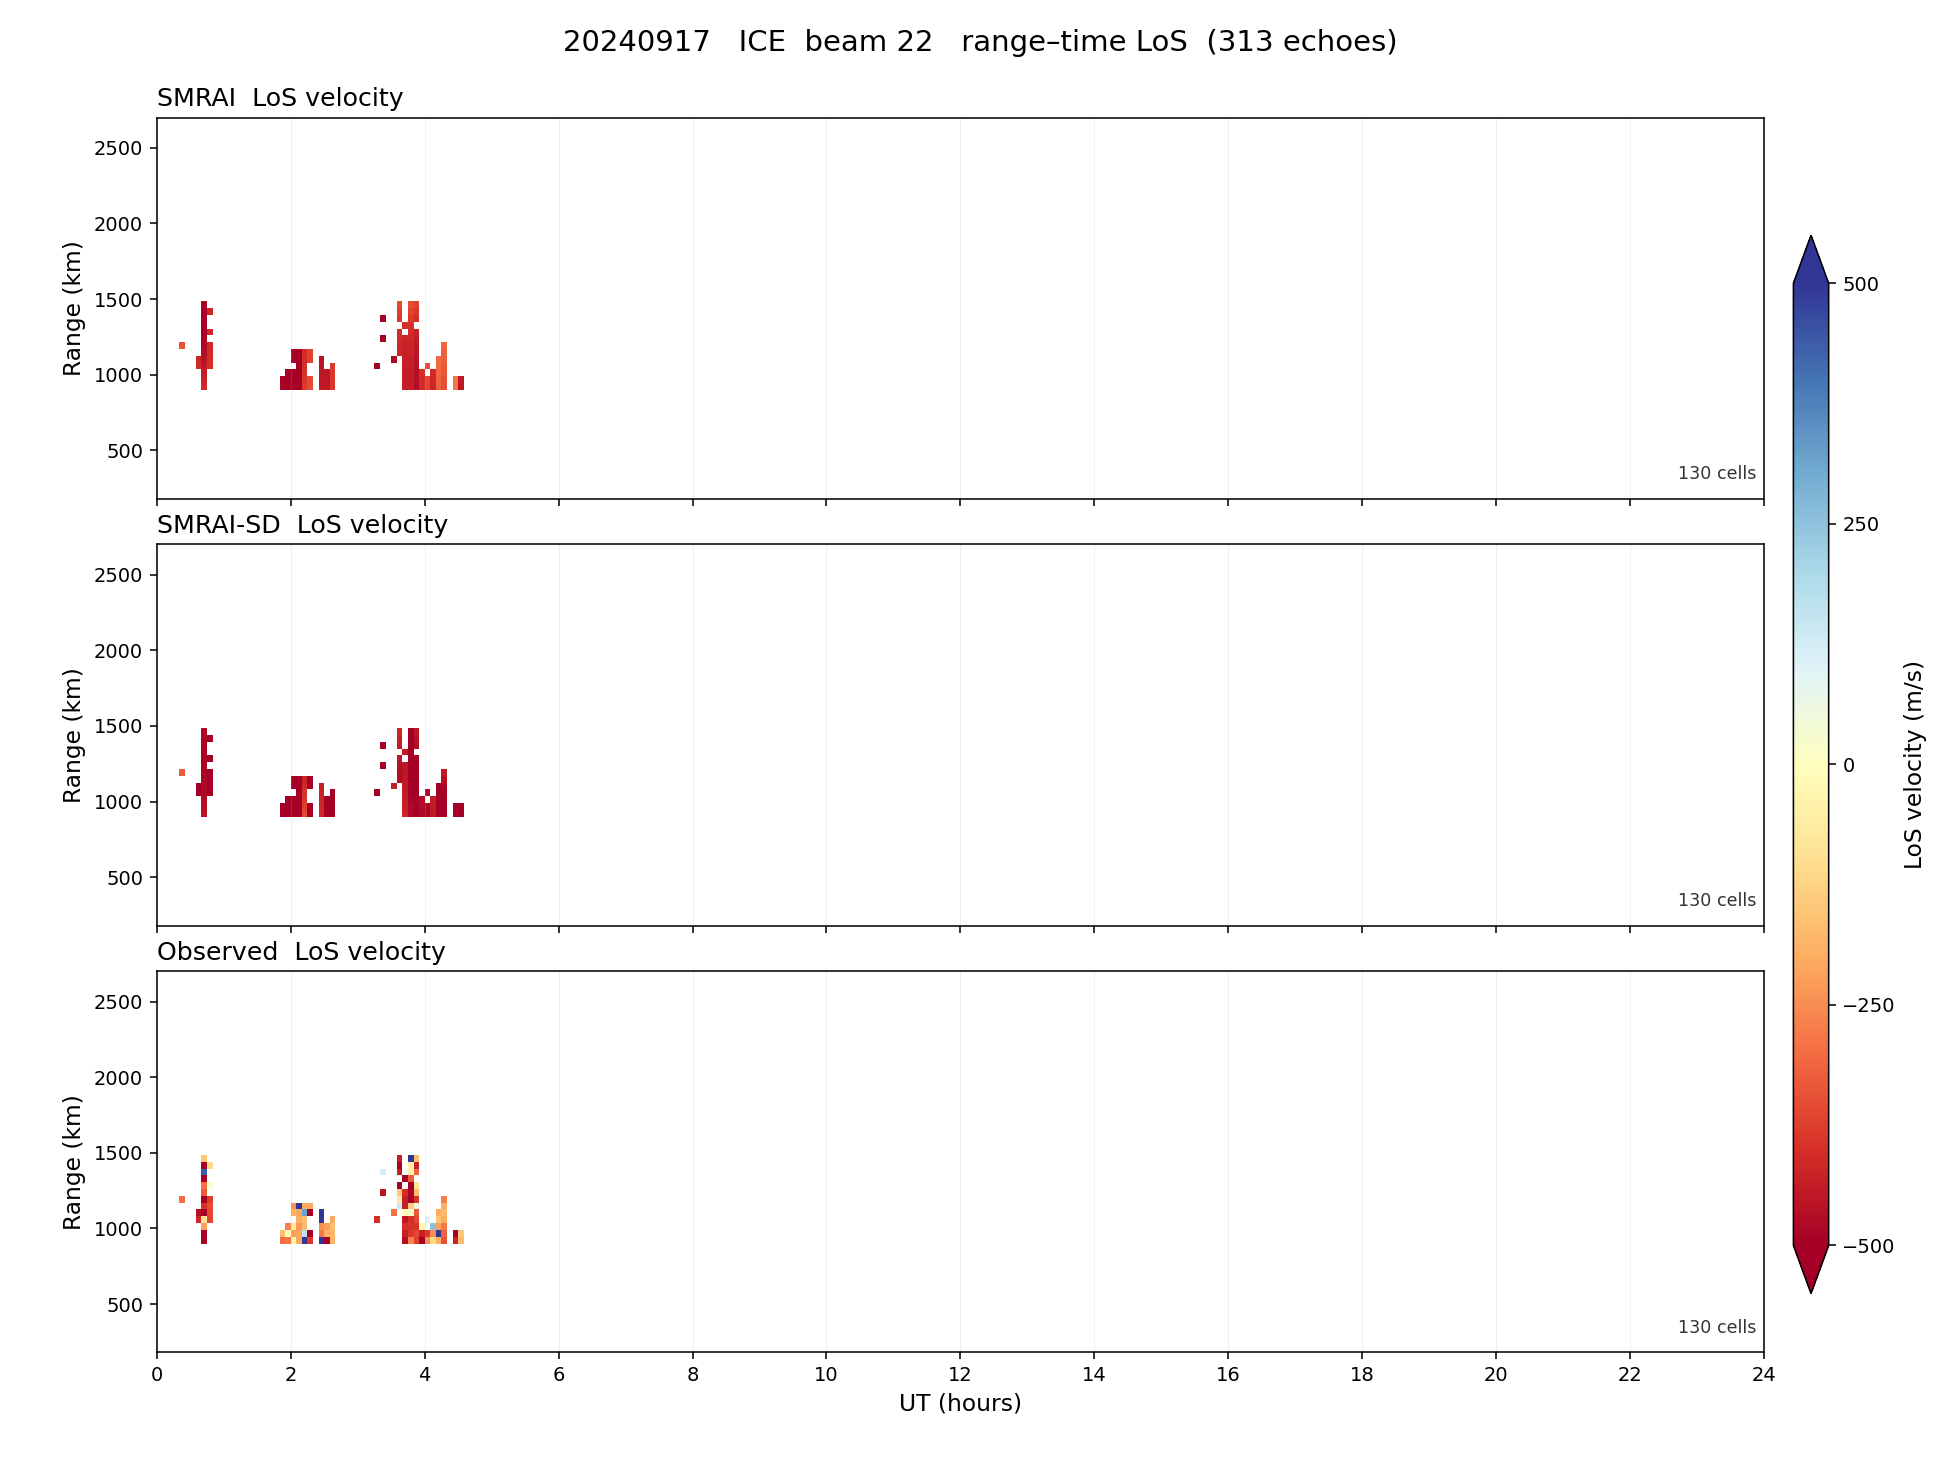 20240917   ICE  beam 22   range–time LoS  (313 echoes)
SMRAI  LoS velocity
2500
2000
1500
1000
500
Range (km)
130 cells
SMRAI-SD  LoS velocity
2500
2000
1500
1000
500
Range (km)
130 cells
Observed  LoS velocity
2500
2000
1500
1000
500
Range (km)
130 cells
0 2 4 6 8 10 12 14 16 18 20 22 24
UT (hours)
500
250
0
−250
−500
LoS velocity (m/s)